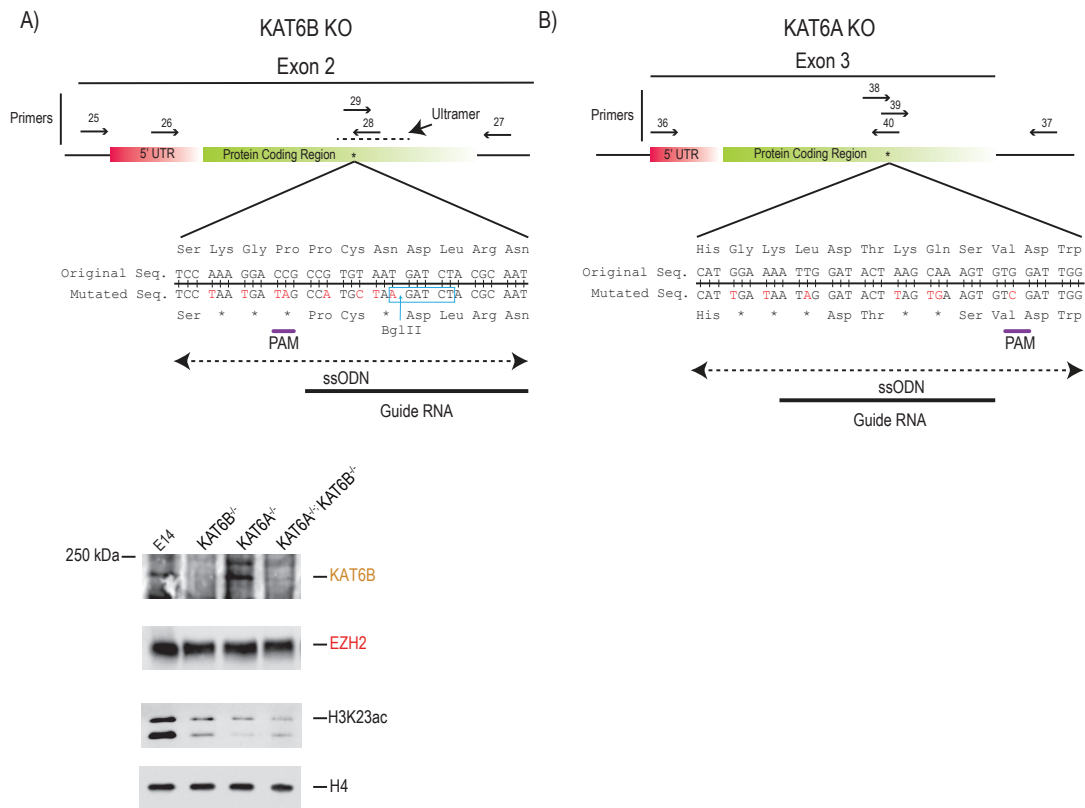 A)
KAT6B KO
Exon 2
Primers
25
26
29
28
27
Ultramer
5' UTR
Protein Coding Region
*
Ser Lys Gly Pro Pro Cys Asn Asp Leu Arg Asn
Original Seq. TCC AAA GGA CCG CCG TGT AAT GAT CTA CGC AAT
Mutated Seq. TCC TAA TGA TAG CCA TGC TAA AGA TCT A CGC AAT
Ser * * * Pro Cys * Asp Leu Arg Asn
BglII
PAM
ssODN
Guide RNA
B)
KAT6A KO
Exon 3
Primers
36
38
39
40
37
5' UTR
Protein Coding Region
*
His Gly Lys Leu Asp Thr Lys Gln Ser Val Asp Trp
Original Seq. CAT GGA AAA TTG GAT ACT AAG CAA AGT GTG GAT TGG
Mutated Seq. CAT TGA TAA TAG GAT ACT TAG TGA AGT GTC GAT TGG
His * * * Asp Thr * * Ser Val Asp Trp
PAM
ssODN
Guide RNA
E14
KAT6B-/-
KAT6A-/-
KAT6A-/-;KAT6B-/-
250 kDa
KAT6B
EZH2
H3K23ac
H4